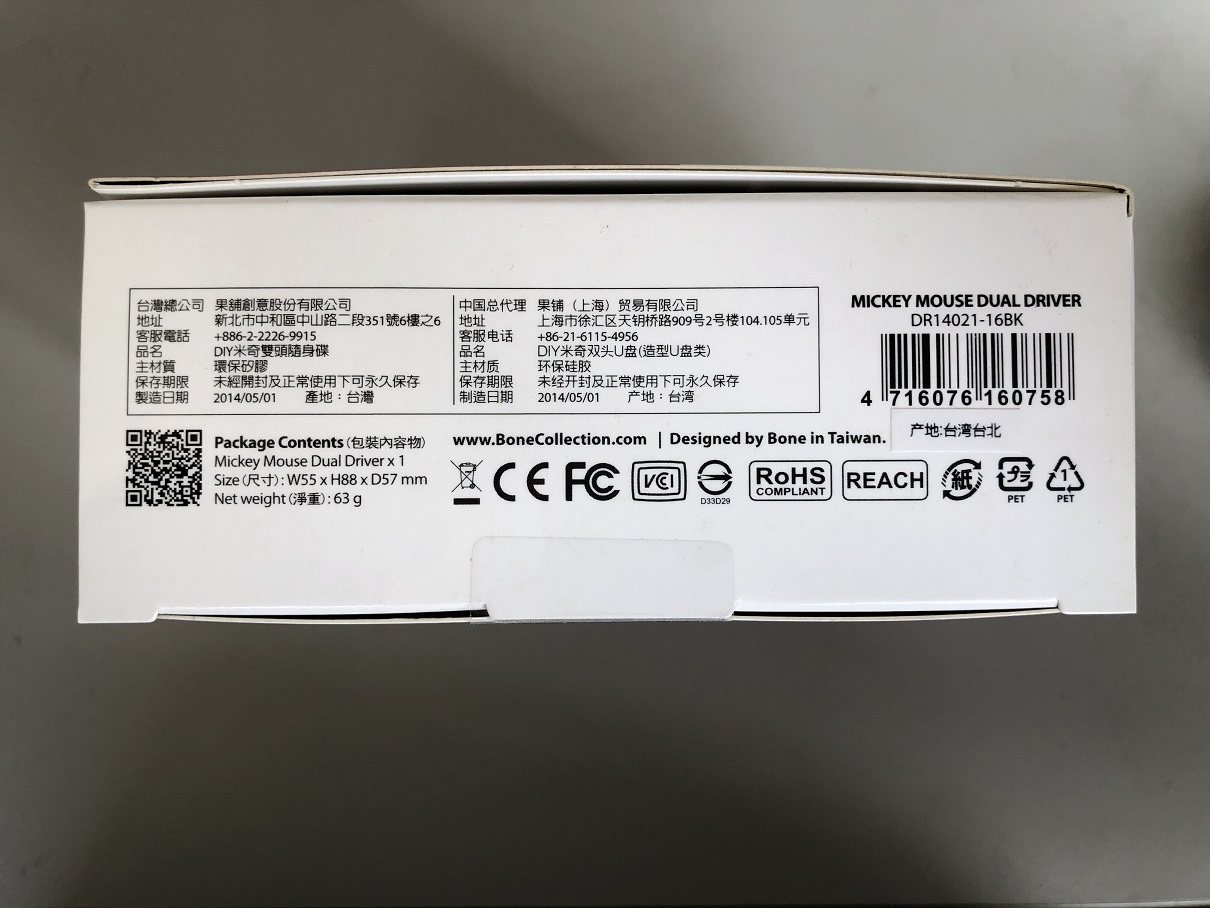 台灣總公司 果舖創意股份有限公司
地址 新北市中和區中山路二段351號6樓之6
客服電話 +886-2-2226-9915
品名 DIY米奇雙頭隨身碟
主材質 環保矽膠
保存期限 未經開封及正常使用下可永久保存
製造日期 2014/05/01 產地：台灣
中国总代理 果铺（上海）贸易有限公司
地址 上海市徐汇区天钥桥路909号2号楼104.105单元
客服电话 +86-21-6115-4956
品名 DIY米奇双头U盘(造型U盘类)
主材质 环保硅胶
保存期限 未经开封及正常使用下可永久保存
制造日期 2014/05/01 产地：台湾
MICKEY MOUSE DUAL DRIVER
DR14021-16BK
4 716076 160758
产地:台湾台北
Package Contents (包裝內容物)
Mickey Mouse Dual Driver x 1
Size (尺寸) : W55 x H88 x D57 mm
Net weight (淨重) : 63 g
www.BoneCollection.com | Designed by Bone in Taiwan.
CE FC VCI D33D29 RoHS COMPLIANT REACH 紙 プラ PET 1 PET